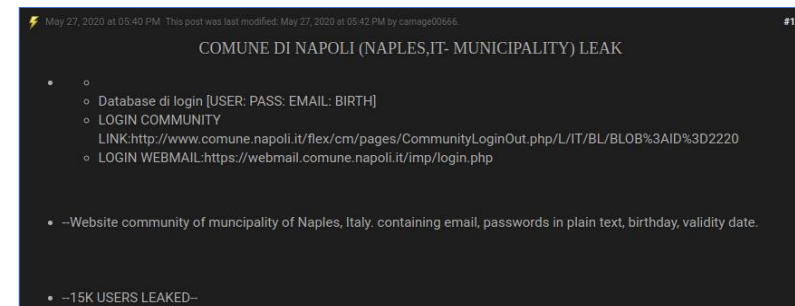 May 27, 2020 at 05:40 PM This post was last modified: May 27, 2020 at 05:42 PM by carnage00666.
#1
COMUNE DI NAPOLI (NAPLES,IT- MUNICIPALITY) LEAK
Database di login [USER: PASS: EMAIL: BIRTH]
LOGIN COMMUNITY
LINK:http://www.comune.napoli.it/flex/cm/pages/CommunityLoginOut.php/L/IT/BL/BLOB%3AID%3D2220
LOGIN WEBMAIL:https://webmail.comune.napoli.it/imp/login.php
--Website community of muncipality of Naples, Italy. containing email, passwords in plain text, birthday, validity date.
--15K USERS LEAKED--